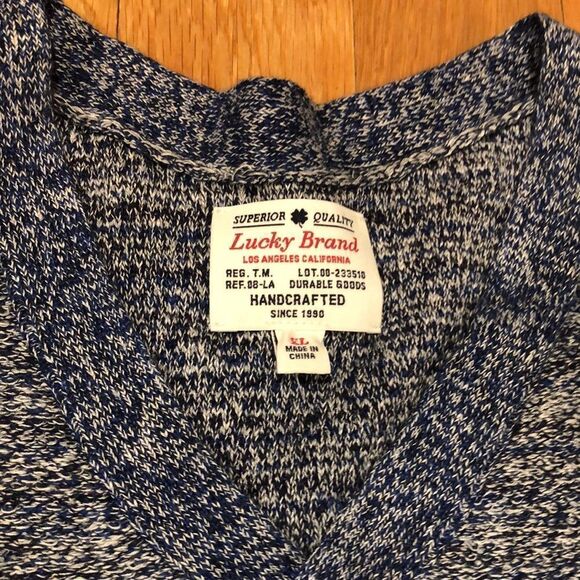 SUPERIOR QUALITY
Lucky Brand
LOS ANGELES CALIFORNIA
REG. T.M. LOT.00-233510
REF.08-LA DURABLE GOODS
HANDCRAFTED
SINCE 1990
XL
MADE IN
CHINA